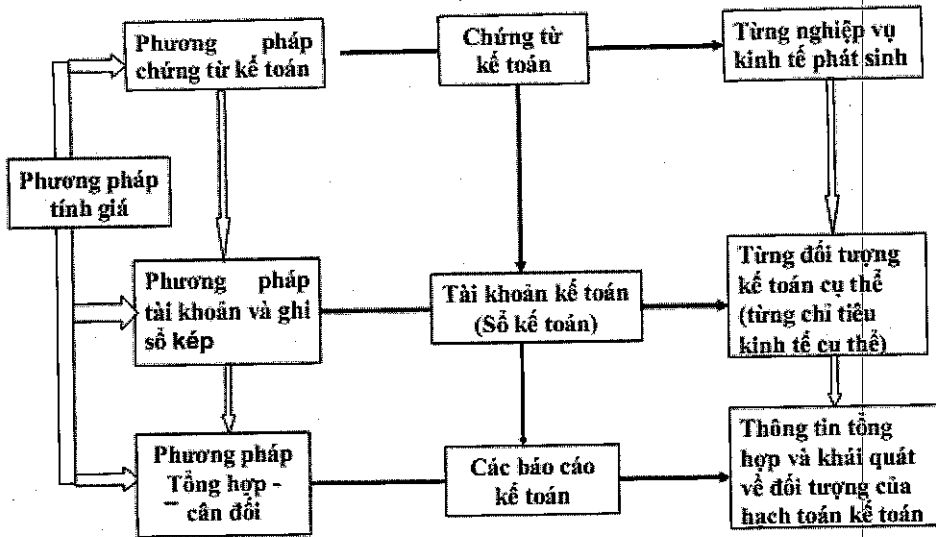 Phương pháp
chứng từ kế toán
Chứng từ
kế toán
Từng nghiệp vụ
kinh tế phát sinh
Phương pháp
tính giá
Phương pháp
tài khoản và ghi
sổ kép
Tài khoản kế toán
(Sổ kế toán)
Từng đối tượng
kế toán cụ thể
(từng chỉ tiêu
kinh tế cụ thể)
Phương pháp
Tổng hợp -
cân đối
Các báo cáo
kế toán
Thông tin tổng
hợp và khái quát
về đối tượng của
hạch toán kế toán